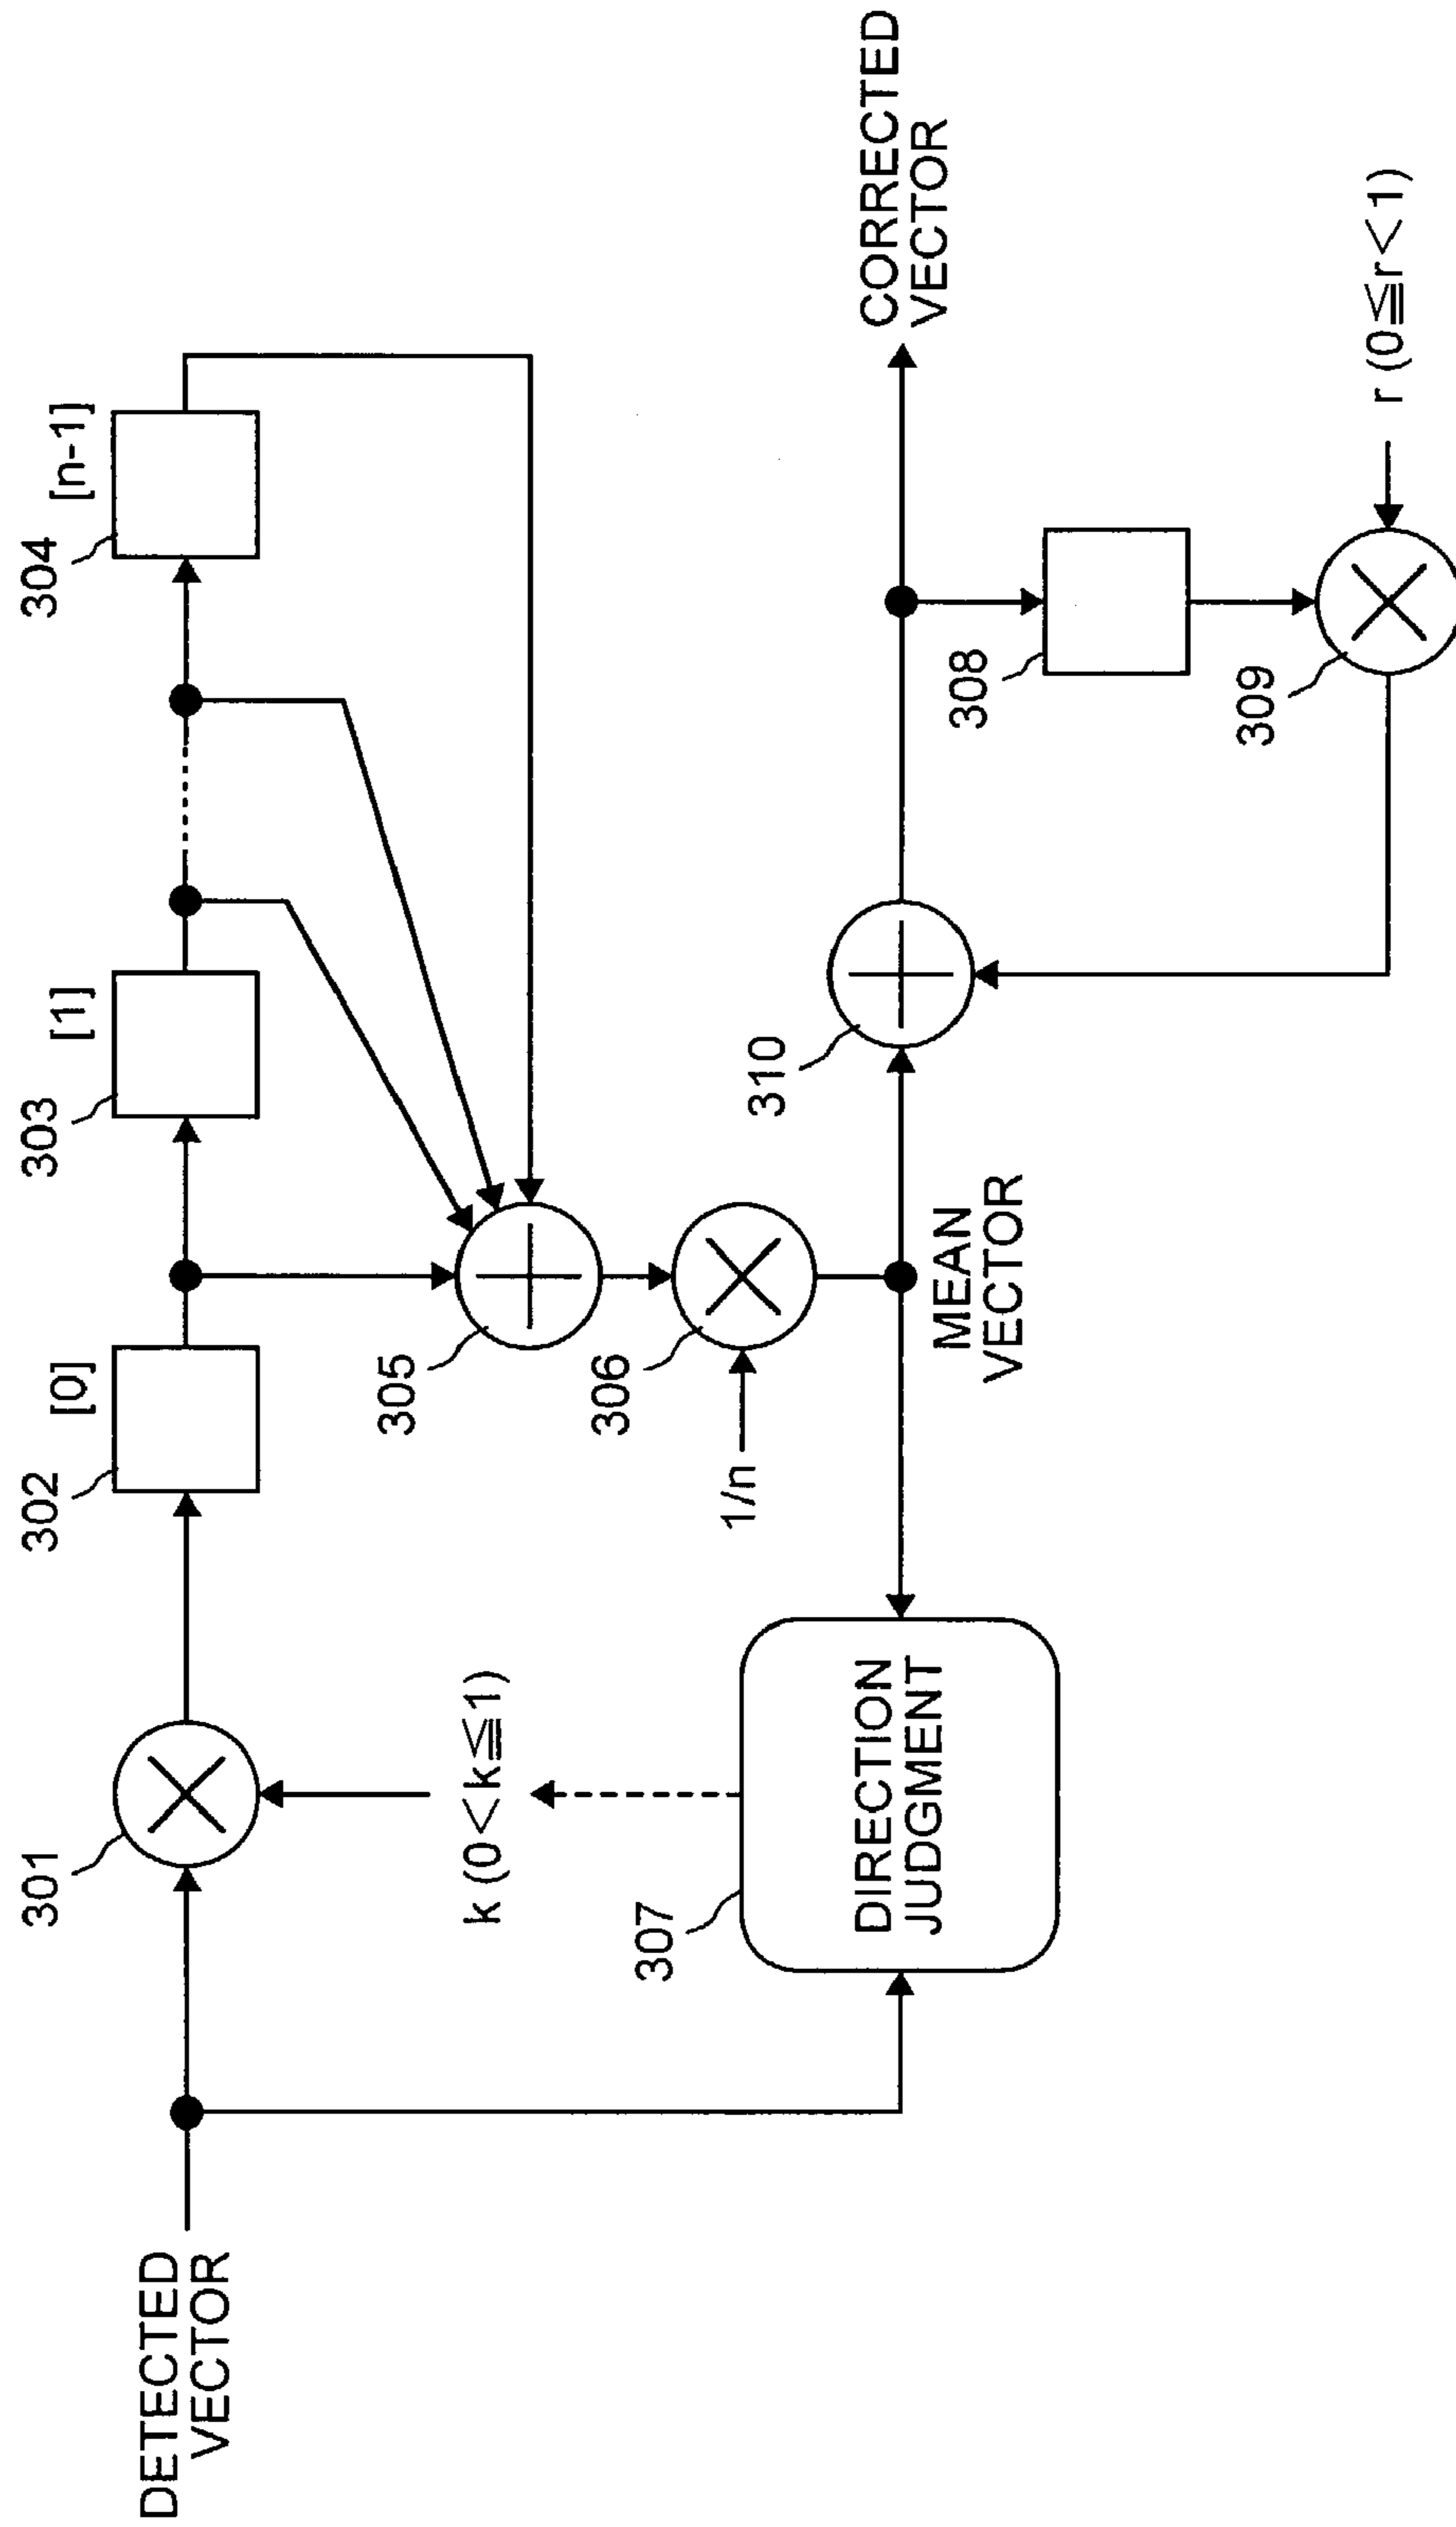 DETECTED
VECTOR
301
k (0<k≦1)
307
DIRECTION
JUDGMENT
302
[0]
303
[1]
304
[n-1]
305
306
1/n
MEAN
VECTOR
310
308
309
r (0≦r<1)
CORRECTED
VECTOR